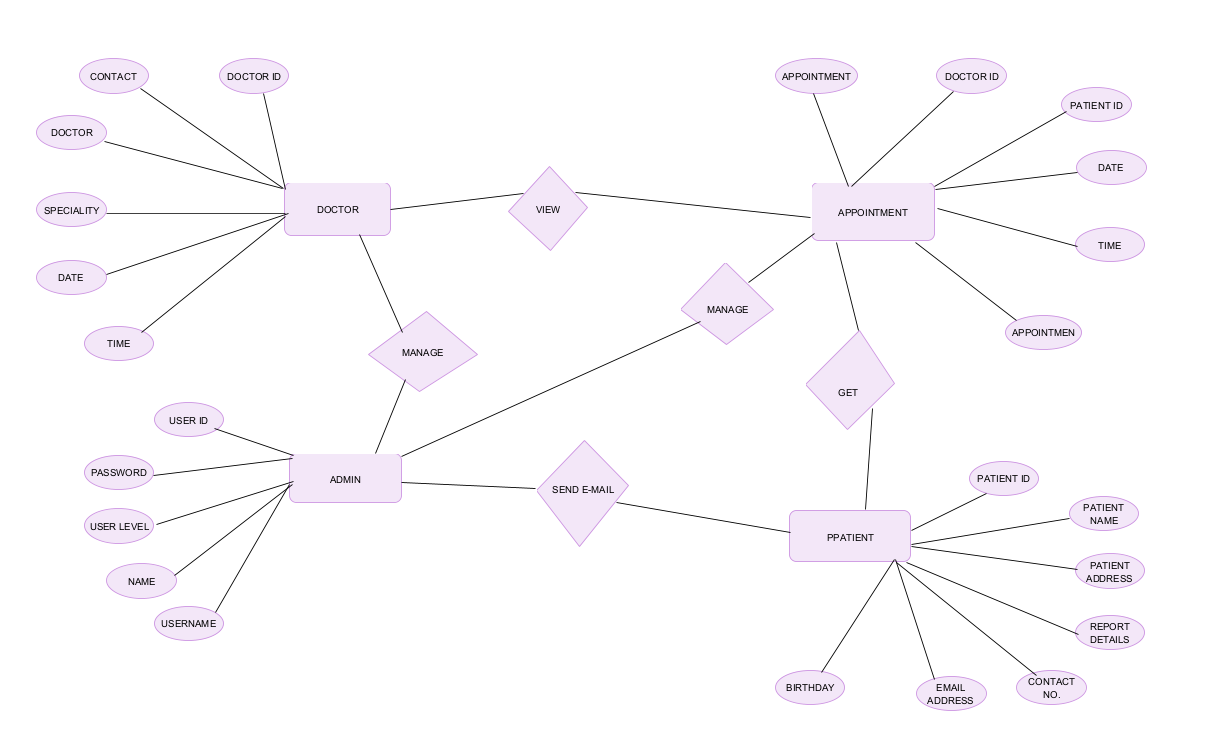 CONTACT
DOCTOR ID
APPOINTMENT
DOCTOR ID
PATIENT ID
DOCTOR
DATE
SPECIALITY
DOCTOR
VIEW
APPOINTMENT
TIME
DATE
MANAGE
APPOINTMEN
TIME
MANAGE
GET
USER ID
PASSWORD
ADMIN
SEND E-MAIL
PATIENT ID
USER LEVEL
PATIENT
NAME
PPATIENT
NAME
PATIENT
ADDRESS
USERNAME
REPORT
DETAILS
BIRTHDAY
EMAIL
ADDRESS
CONTACT
NO.